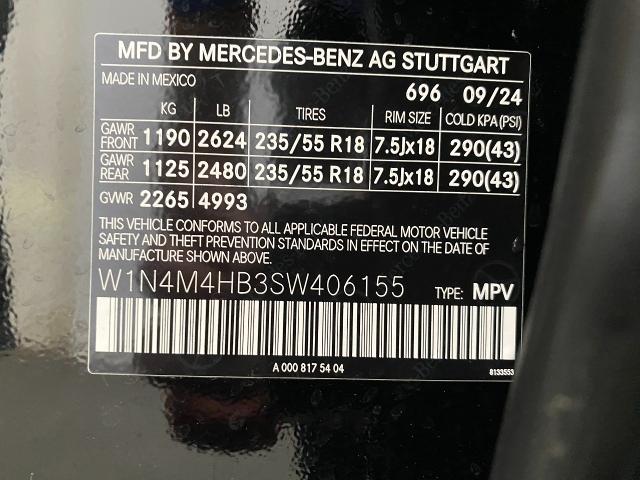 MFD BY MERCEDES-BENZ AG STUTTGART
MADE IN MEXICO 696 09/24
KG LB TIRES RIM SIZE COLD KPA(PSI)
GAWR FRONT 1190 2624 235/55 R18 7.5Jx18 290(43)
GAWR REAR 1125 2480 235/55 R18 7.5Jx18 290(43)
GVWR 2265 4993
THIS VEHICLE CONFORMS TO ALL APPLICABLE FEDERAL MOTOR VEHICLE
SAFETY AND THEFT PREVENTION STANDARDS IN EFFECT ON THE DATE OF
MANUFACTURE SHOWN ABOVE.
W1N4M4HB3SW406155 TYPE: MPV
A 000 817 54 04 8133553